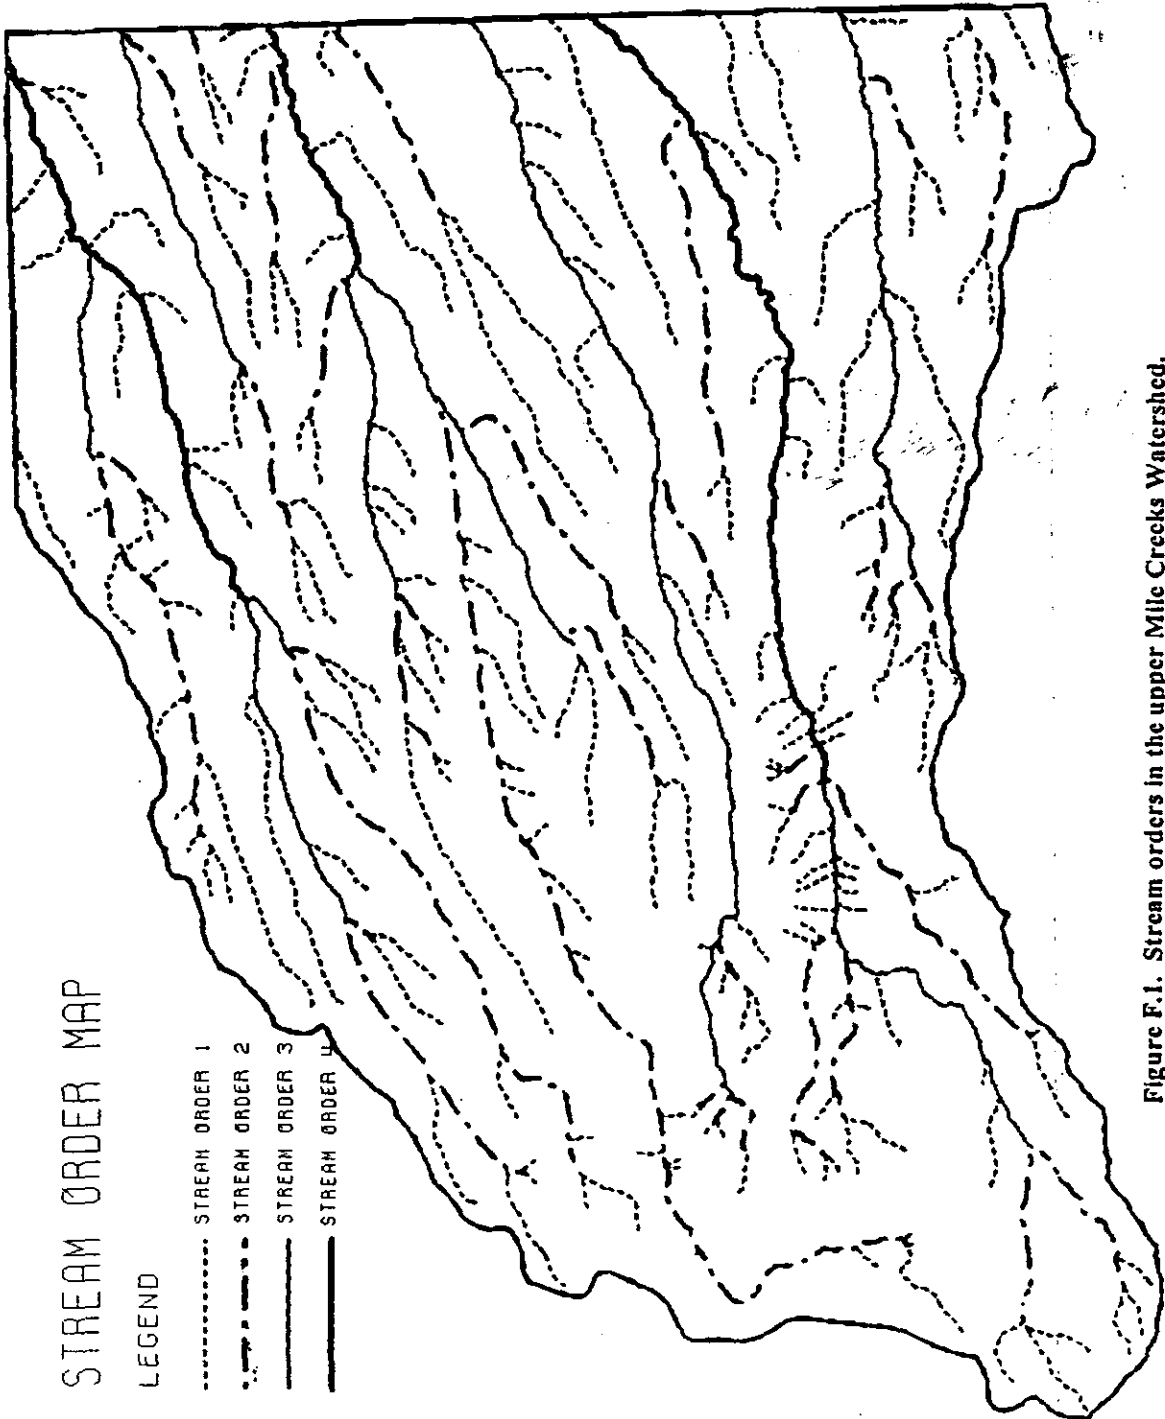 STREAM ORDER MAP
LEGEND
STREAM ORDER 1
STREAM ORDER 2
STREAM ORDER 3
STREAM ORDER 4
Figure F.1. Stream orders in the upper Mile Creeks Watershed.